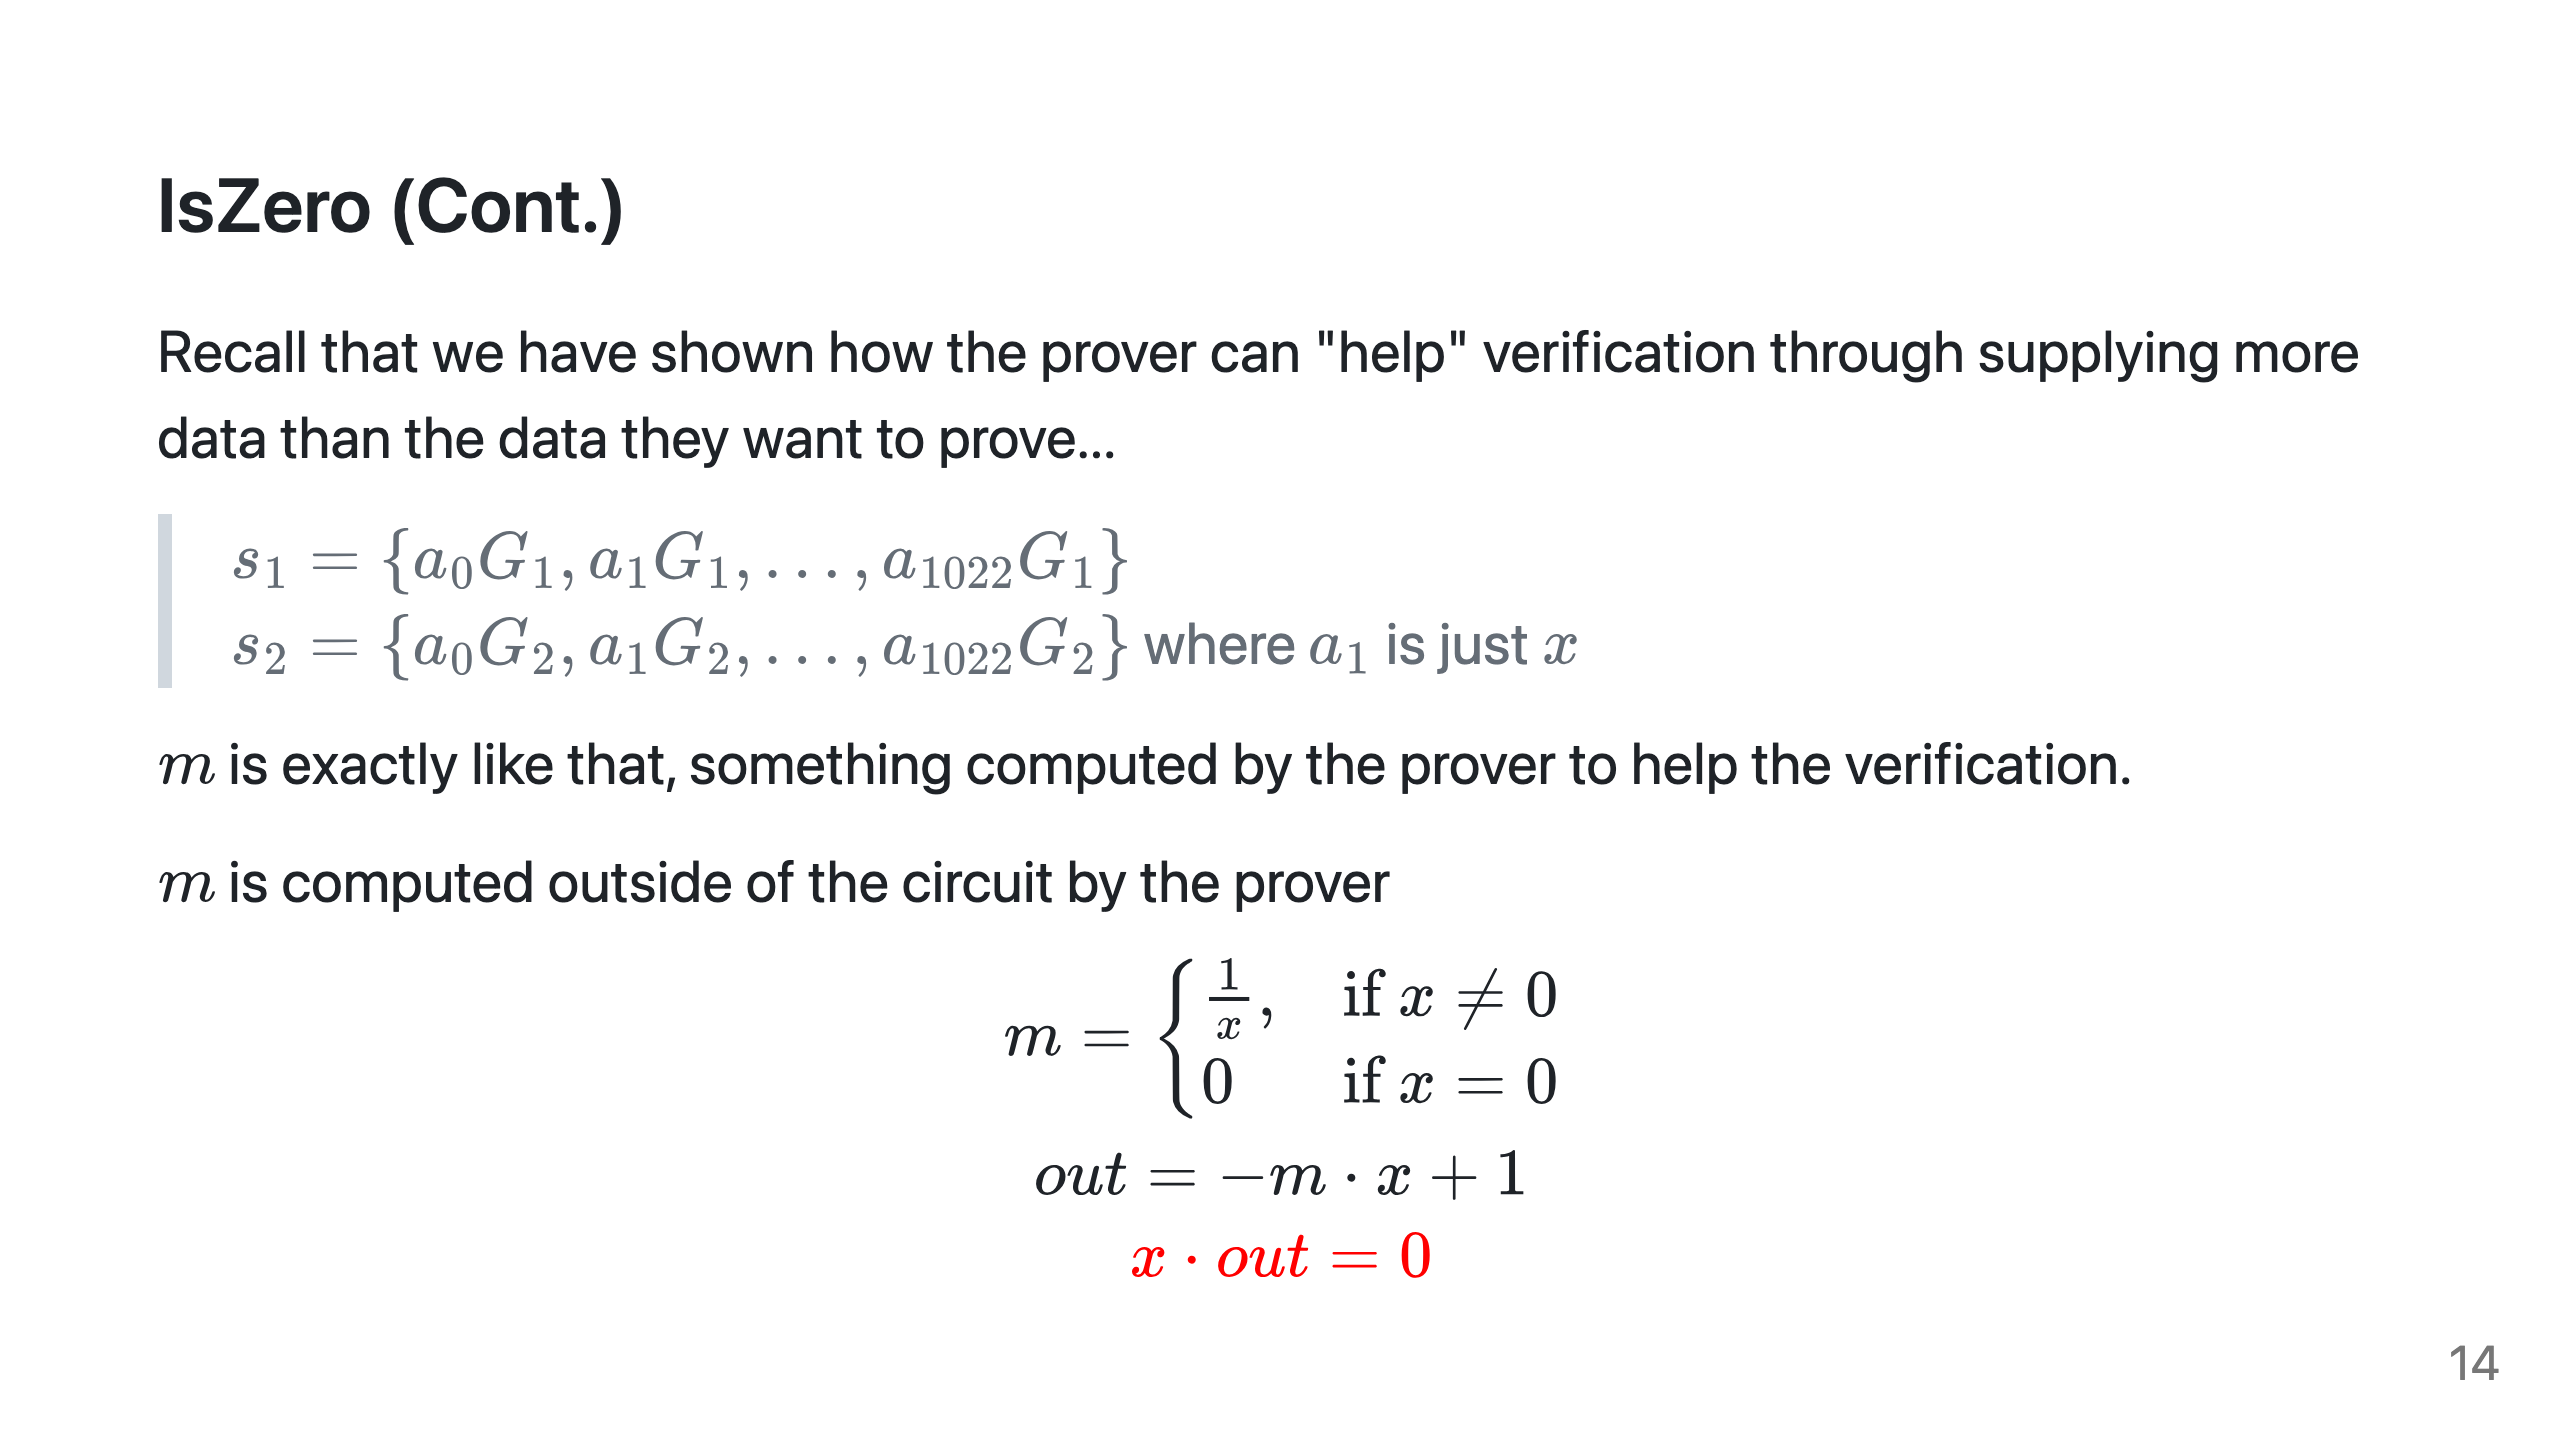 IsZero (Cont.)
Recall that we have shown how the prover can "help" verification through supplying more
data than the data they want to prove...
s₁ = {a₀G₁, a₁G₁, . . . , a₁₀₂₂G₁}
s₂ = {a₀G₂, a₁G₂, . . . , a₁₀₂₂G₂} where a₁ is just x
m is exactly like that, something computed by the prover to help the verification.
m is computed outside of the circuit by the prover
m = { 1/x, if x ≠ 0
0 if x = 0
out = −m · x + 1
x · out = 0
14